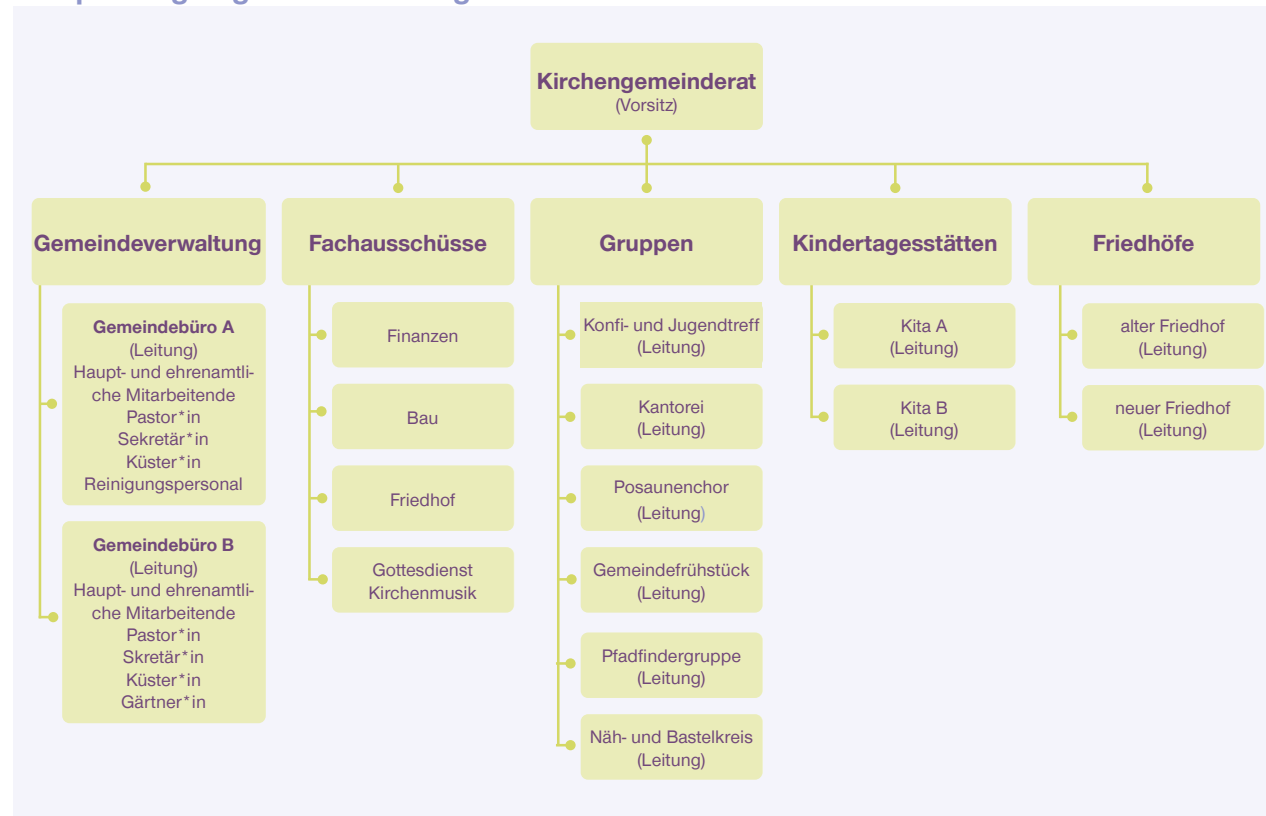 Kirchengemeinderat
(Vorsitz)
Gemeindeverwaltung
Gemeindebüro A
(Leitung)
Haupt- und ehrenamtli-
che Mitarbeitende
Pastor*in
Sekretär*in
Küster*in
Reinigungspersonal
Gemeindebüro B
(Leitung)
Haupt- und ehrenamtli-
che Mitarbeitende
Pastor*in
Skretär*in
Küster*in
Gärtner*in
Fachausschüsse
Finanzen
Bau
Friedhof
Gottesdienst
Kirchenmusik
Gruppen
Konfi- und Jugendtreff
(Leitung)
Kantorei
(Leitung)
Posaunenchor
(Leitung)
Gemeindefrühstück
(Leitung)
Pfadfindergruppe
(Leitung)
Näh- und Bastelkreis
(Leitung)
Kindertagesstätten
Kita A
(Leitung)
Kita B
(Leitung)
Friedhöfe
alter Friedhof
(Leitung)
neuer Friedhof
(Leitung)